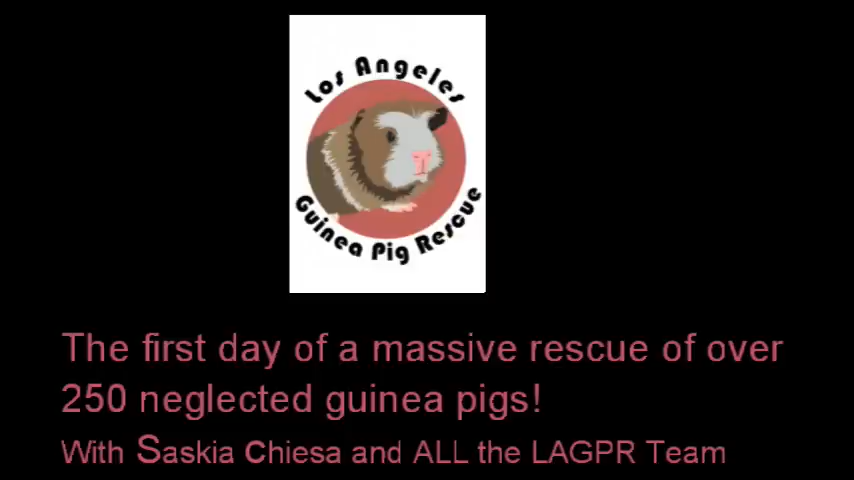 Los Angeles
Guinea Pig Rescue
The first day of a massive rescue of over
250 neglected guinea pigs!
With Saskia Chiesa and ALL the LAGPR Team